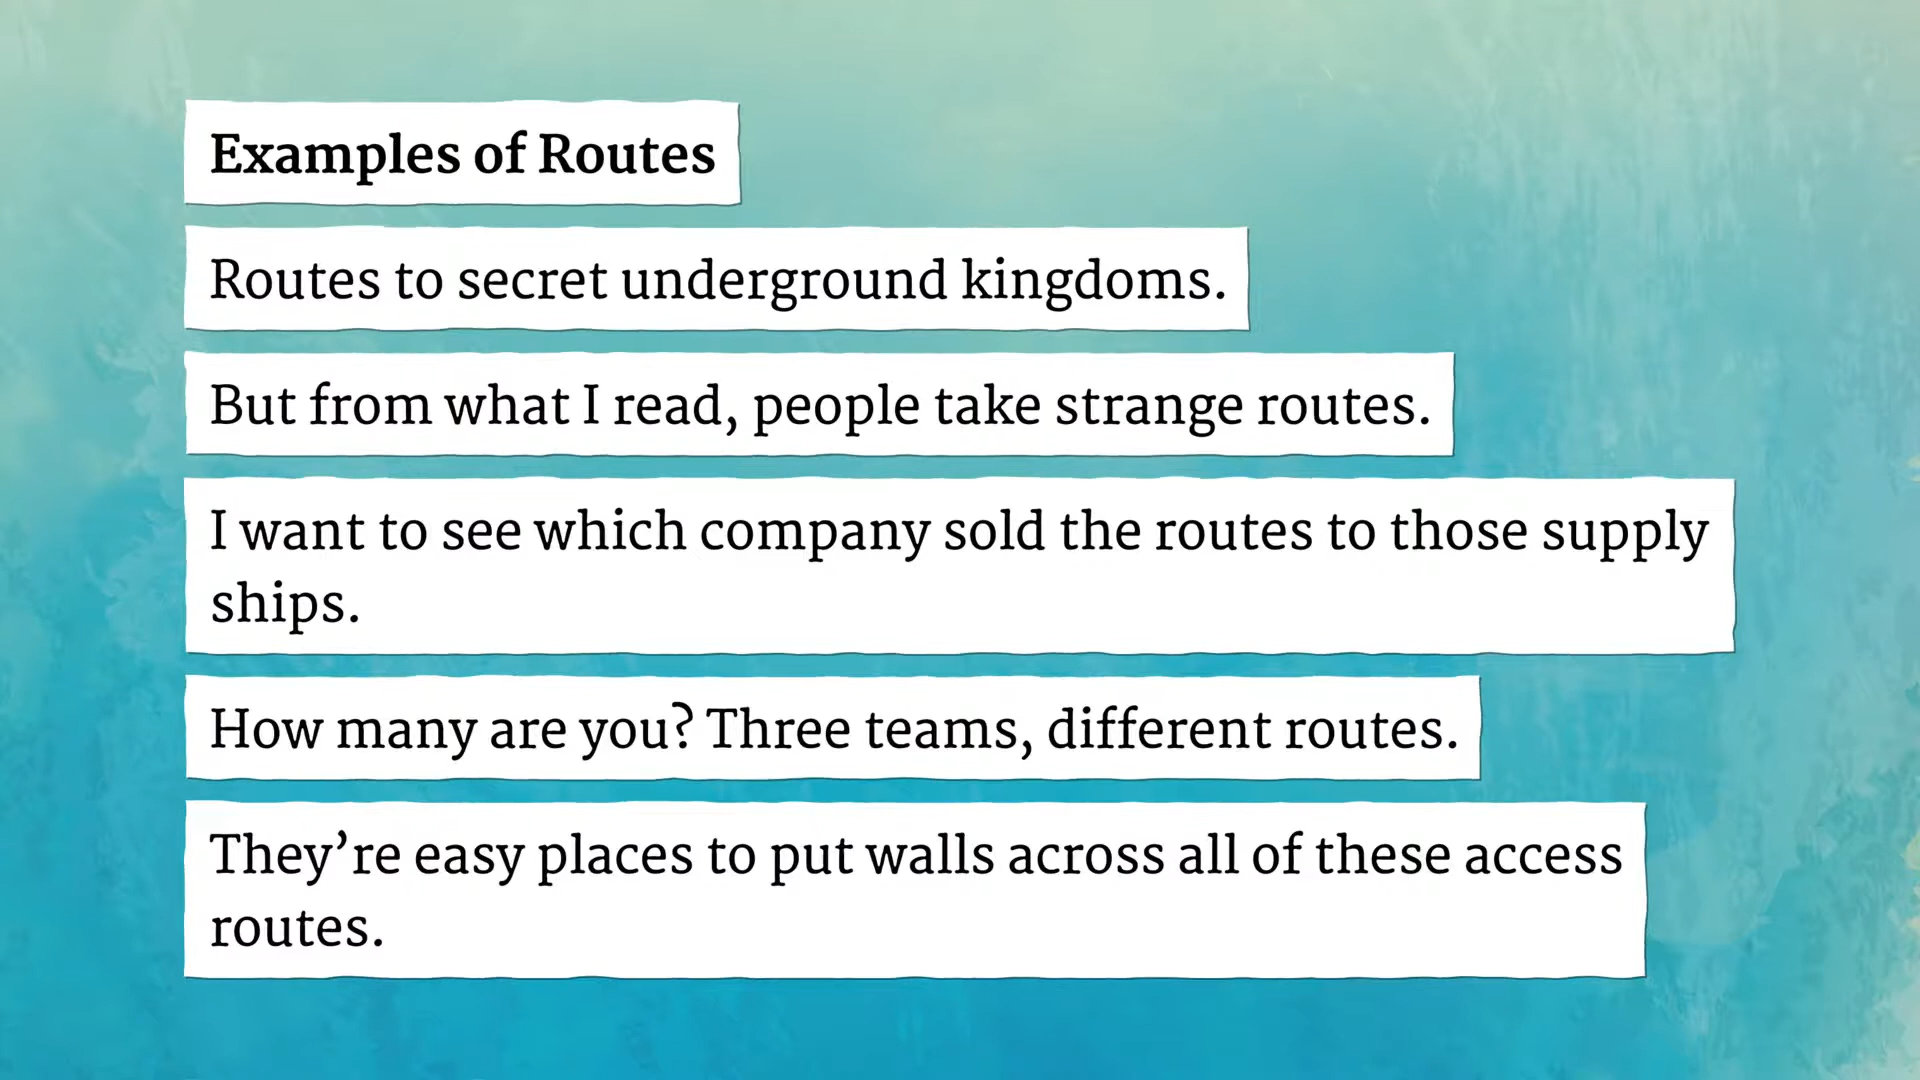 Examples of Routes
Routes to secret underground kingdoms.
But from what I read, people take strange routes.
I want to see which company sold the routes to those supply
ships.
How many are you? Three teams, different routes.
They’re easy places to put walls across all of these access
routes.